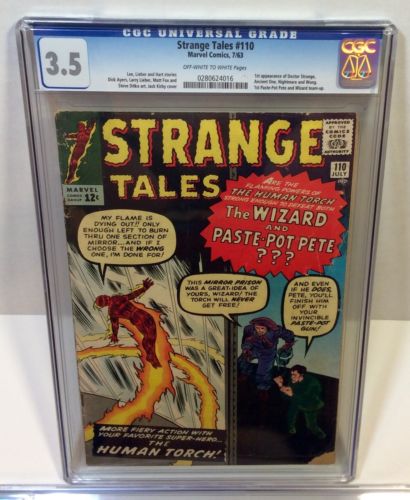 CGC UNIVERSAL GRADE
3.5
Strange Tales #110
Marvel Comics, 7/63
OFF-WHITE TO WHITE Pages
0280624016
Lee, Lieber and Hart stories
Dick Ayers, Larry Lieber, Matt Fox and
Steve Ditko art, Jack Kirby cover
1st appearance of Doctor Strange,
Ancient One, Nightmare and Wong.
1st Paste-Pot Pete and Wizard team-up.
CGC
MARVEL
COMICS
GROUP
12¢
STRANGE
TALES
APPROVED
BY THE
COMICS
CODE
AUTHORITY
110
JULY
IND.
ARE THE
FLAMING POWERS OF
THE HUMAN TORCH
STRONG ENOUGH TO DEFEAT BOTH
The WIZARD
AND
PASTE-POT PETE
???
MY FLAME IS
DYING OUT!! ONLY
ENOUGH LEFT TO BURN
THRU ONE SECTION OF
MIRROR...AND IF I
CHOOSE THE WRONG
ONE, I'M DONE FOR!
THIS MIRROR PRISON
WAS A GREAT IDEA OF
YOURS, WIZARD! THE
TORCH WILL NEVER
GET FREE!
AND EVEN
IF HE DOES,
PETE, YOU'LL
FINISH HIM
OFF WITH
YOUR
INVINCIBLE
PASTE-POT
GUN!
MORE FIERY ACTION WITH
YOUR FAVORITE SUPER-HERO...
THE
HUMAN TORCH!